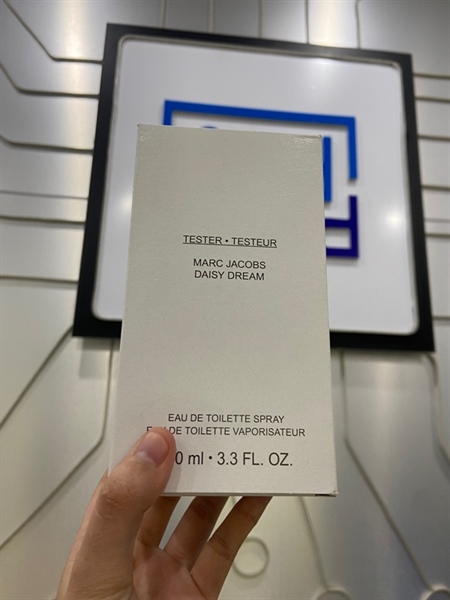 TESTER • TESTEUR
MARC JACOBS
DAISY DREAM
EAU DE TOILETTE SPRAY
DE TOILETTE VAPORISATEUR
0 ml • 3.3 FL. OZ.